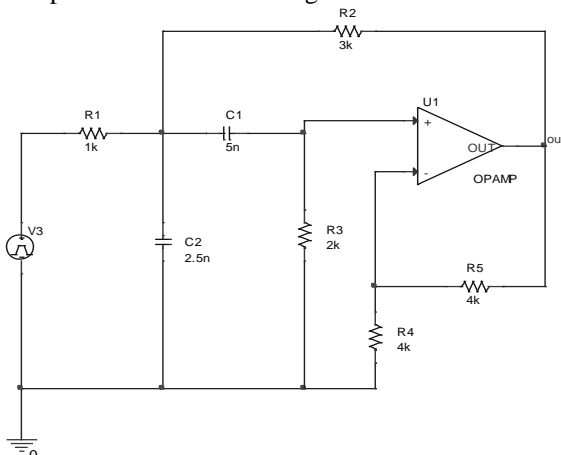 R2
3k
U1
R1
C1
+
1k
5n
OUT
ou
-
OPAMP
V3
R3
C2
2k
2.5n
R5
4k
R4
4k
0